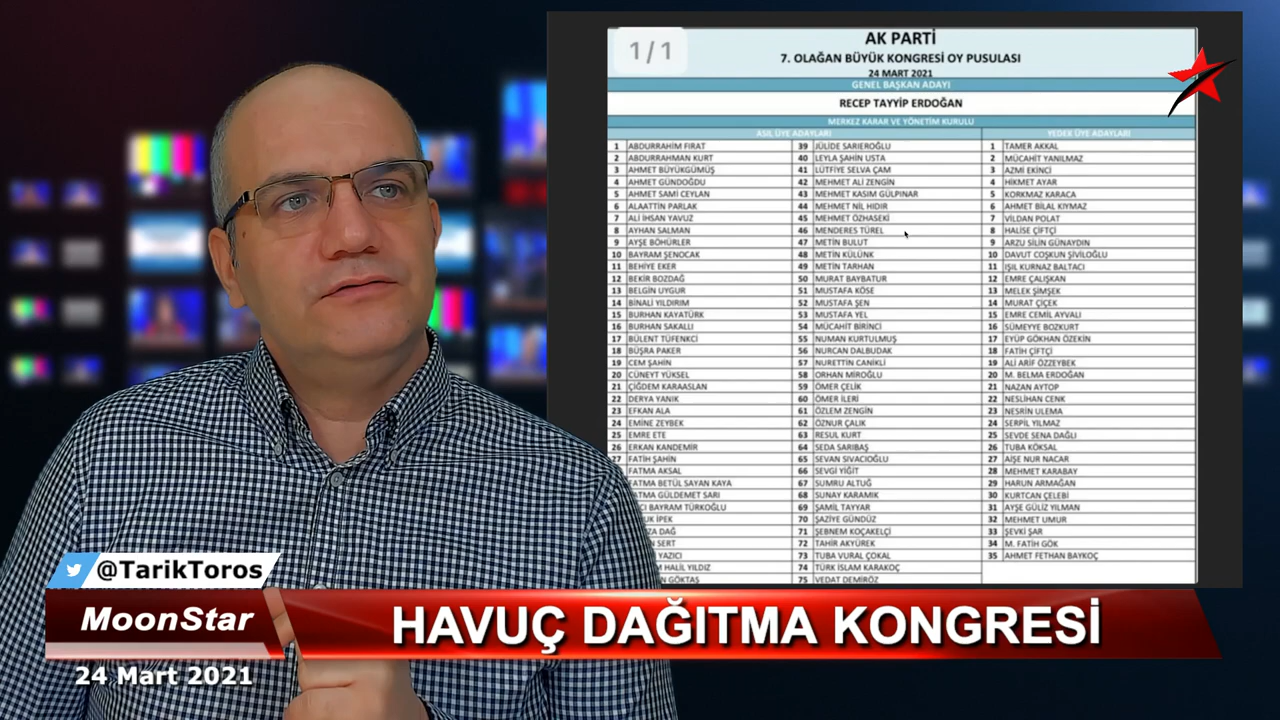 1/1
AK PARTİ
7. OLAĞAN BÜYÜK KONGRESİ OY PUSULASI
24 MART 2021
GENEL BAŞKAN ADAYI
RECEP TAYYİP ERDOĞAN
MERKEZ KARAR VE YÖNETİM KURULU
ASIL ÜYE ADAYLARI YEDEK ÜYE ADAYLARI
1 ABDURRAHİM FIRAT 39 JÜLİDE SARIEROĞLU 1 TAMER AKKAL
2 ABDURRAHMAN KURT 40 LEYLA ŞAHİN USTA 2 MÜCAHİT YANILMAZ
3 AHMET BÜYÜKGÜMÜŞ 41 LÜTFİYE SELVA ÇAM 3 AZMİ EKİNCİ
4 AHMET GÜNDOĞDU 42 MEHMET ALİ ZENGİN 4 HİKMET AYAR
5 AHMET SAMİ CEYLAN 43 MEHMET KASIM GÜLPINAR 5 KORKMAZ KARACA
6 ALAATTİN PARLAK 44 MEHMET NİL HIDIR 6 AHMET BİLAL KIYMAZ
7 ALİ İHSAN YAVUZ 45 MEHMET ÖZHASEKİ 7 VİLDAN POLAT
8 AYHAN SALMAN 46 MENDERES TÜREL 8 HALİSE ÇİFTÇİ
9 AYŞE BÖHÜRLER 47 METİN BULUT 9 ARZU SİLİN GÜNAYDIN
10 BAYRAM ŞENOCAK 48 METİN KÜLÜNK 10 DAVUT COŞKUN ŞİVİLOĞLU
11 BEHİYE EKER 49 METİN TARHAN 11 IŞIL KURNAZ BALTACI
12 BEKİR BOZDAĞ 50 MURAT BAYBATUR 12 EMRE ÇALIŞKAN
13 BELGİN UYGUR 51 MUSTAFA KÖSE 13 MELEK ŞİMŞEK
14 BİNALİ YILDIRIM 52 MUSTAFA ŞEN 14 MURAT ÇİÇEK
15 BURHAN KAYATÜRK 53 MUSTAFA YEL 15 EMRE CEMİL AYVALI
16 BURHAN SAKALLI 54 MÜCAHİT BİRİNCİ 16 SÜMEYYE BOZKURT
17 BÜLENT TÜFENKCİ 55 NUMAN KURTULMUŞ 17 EYÜP GÖKHAN ÖZEKİN
18 BÜŞRA PAKER 56 NURCAN DALBUDAK 18 FATİH ÇİFTÇİ
19 CEM ŞAHİN 57 NURETTİN CANİKLİ 19 ALİ ARİF ÖZZEYBEK
20 CÜNEYT YÜKSEL 58 ORHAN MİROĞLU 20 M. BELMA ERDOĞAN
21 ÇİĞDEM KARAASLAN 59 ÖMER ÇELİK 21 NAZAN AYTOP
22 DERYA YANIK 60 ÖMER İLERİ 22 NESLİHAN CENK
23 EFKAN ALA 61 ÖZLEM ZENGİN 23 NESRİN ULEMA
24 EMİNE ZEYBEK 62 ÖZNUR ÇALIK 24 SERPİL YILMAZ
25 EMRE ETE 63 RESUL KURT 25 SEVDE SENA DAĞLI
26 ERKAN KANDEMİR 64 SEDA SARIBAŞ 26 TUBA KÖKSAL
27 FATİH ŞAHİN 65 SEVAN SIVACIOĞLU 27 AİŞE NUR NACAR
FATMA AKSAL 66 SEVGİ YİĞİT 28 MEHMET KARABAY
FATMA BETÜL SAYAN KAYA 67 SUMRU ALTUĞ 29 HARUN ARMAĞAN
ATMA GÜLDEMET SARI 68 SUNAY KARAMIK 30 KURTCAN ÇELEBİ
CI BAYRAM TÜRKOĞLU 69 ŞAMİL TAYYAR 31 AYŞE GÜLİZ YILMAN
UK İPEK 70 ŞAZİYE GÜNDÜZ 32 MEHMET UMUR
ZA DAĞ 71 ŞEBNEM KOÇAKELÇİ 33 ŞEVKİ ŞAR
N SERT 72 TAHİR AKYÜREK 34 M. FATİH GÖK
YAZICI 73 TUBA VURAL ÇOKAL 35 AHMET FETHAN BAYKOÇ
M HALİL YILDIZ 74 TÜRK İSLAM KARAKOÇ
N GÖKTAŞ 75 VEDAT DEMİRÖZ
@TarikToros
MoonStar
HAVUÇ DAĞITMA KONGRESİ
24 Mart 2021